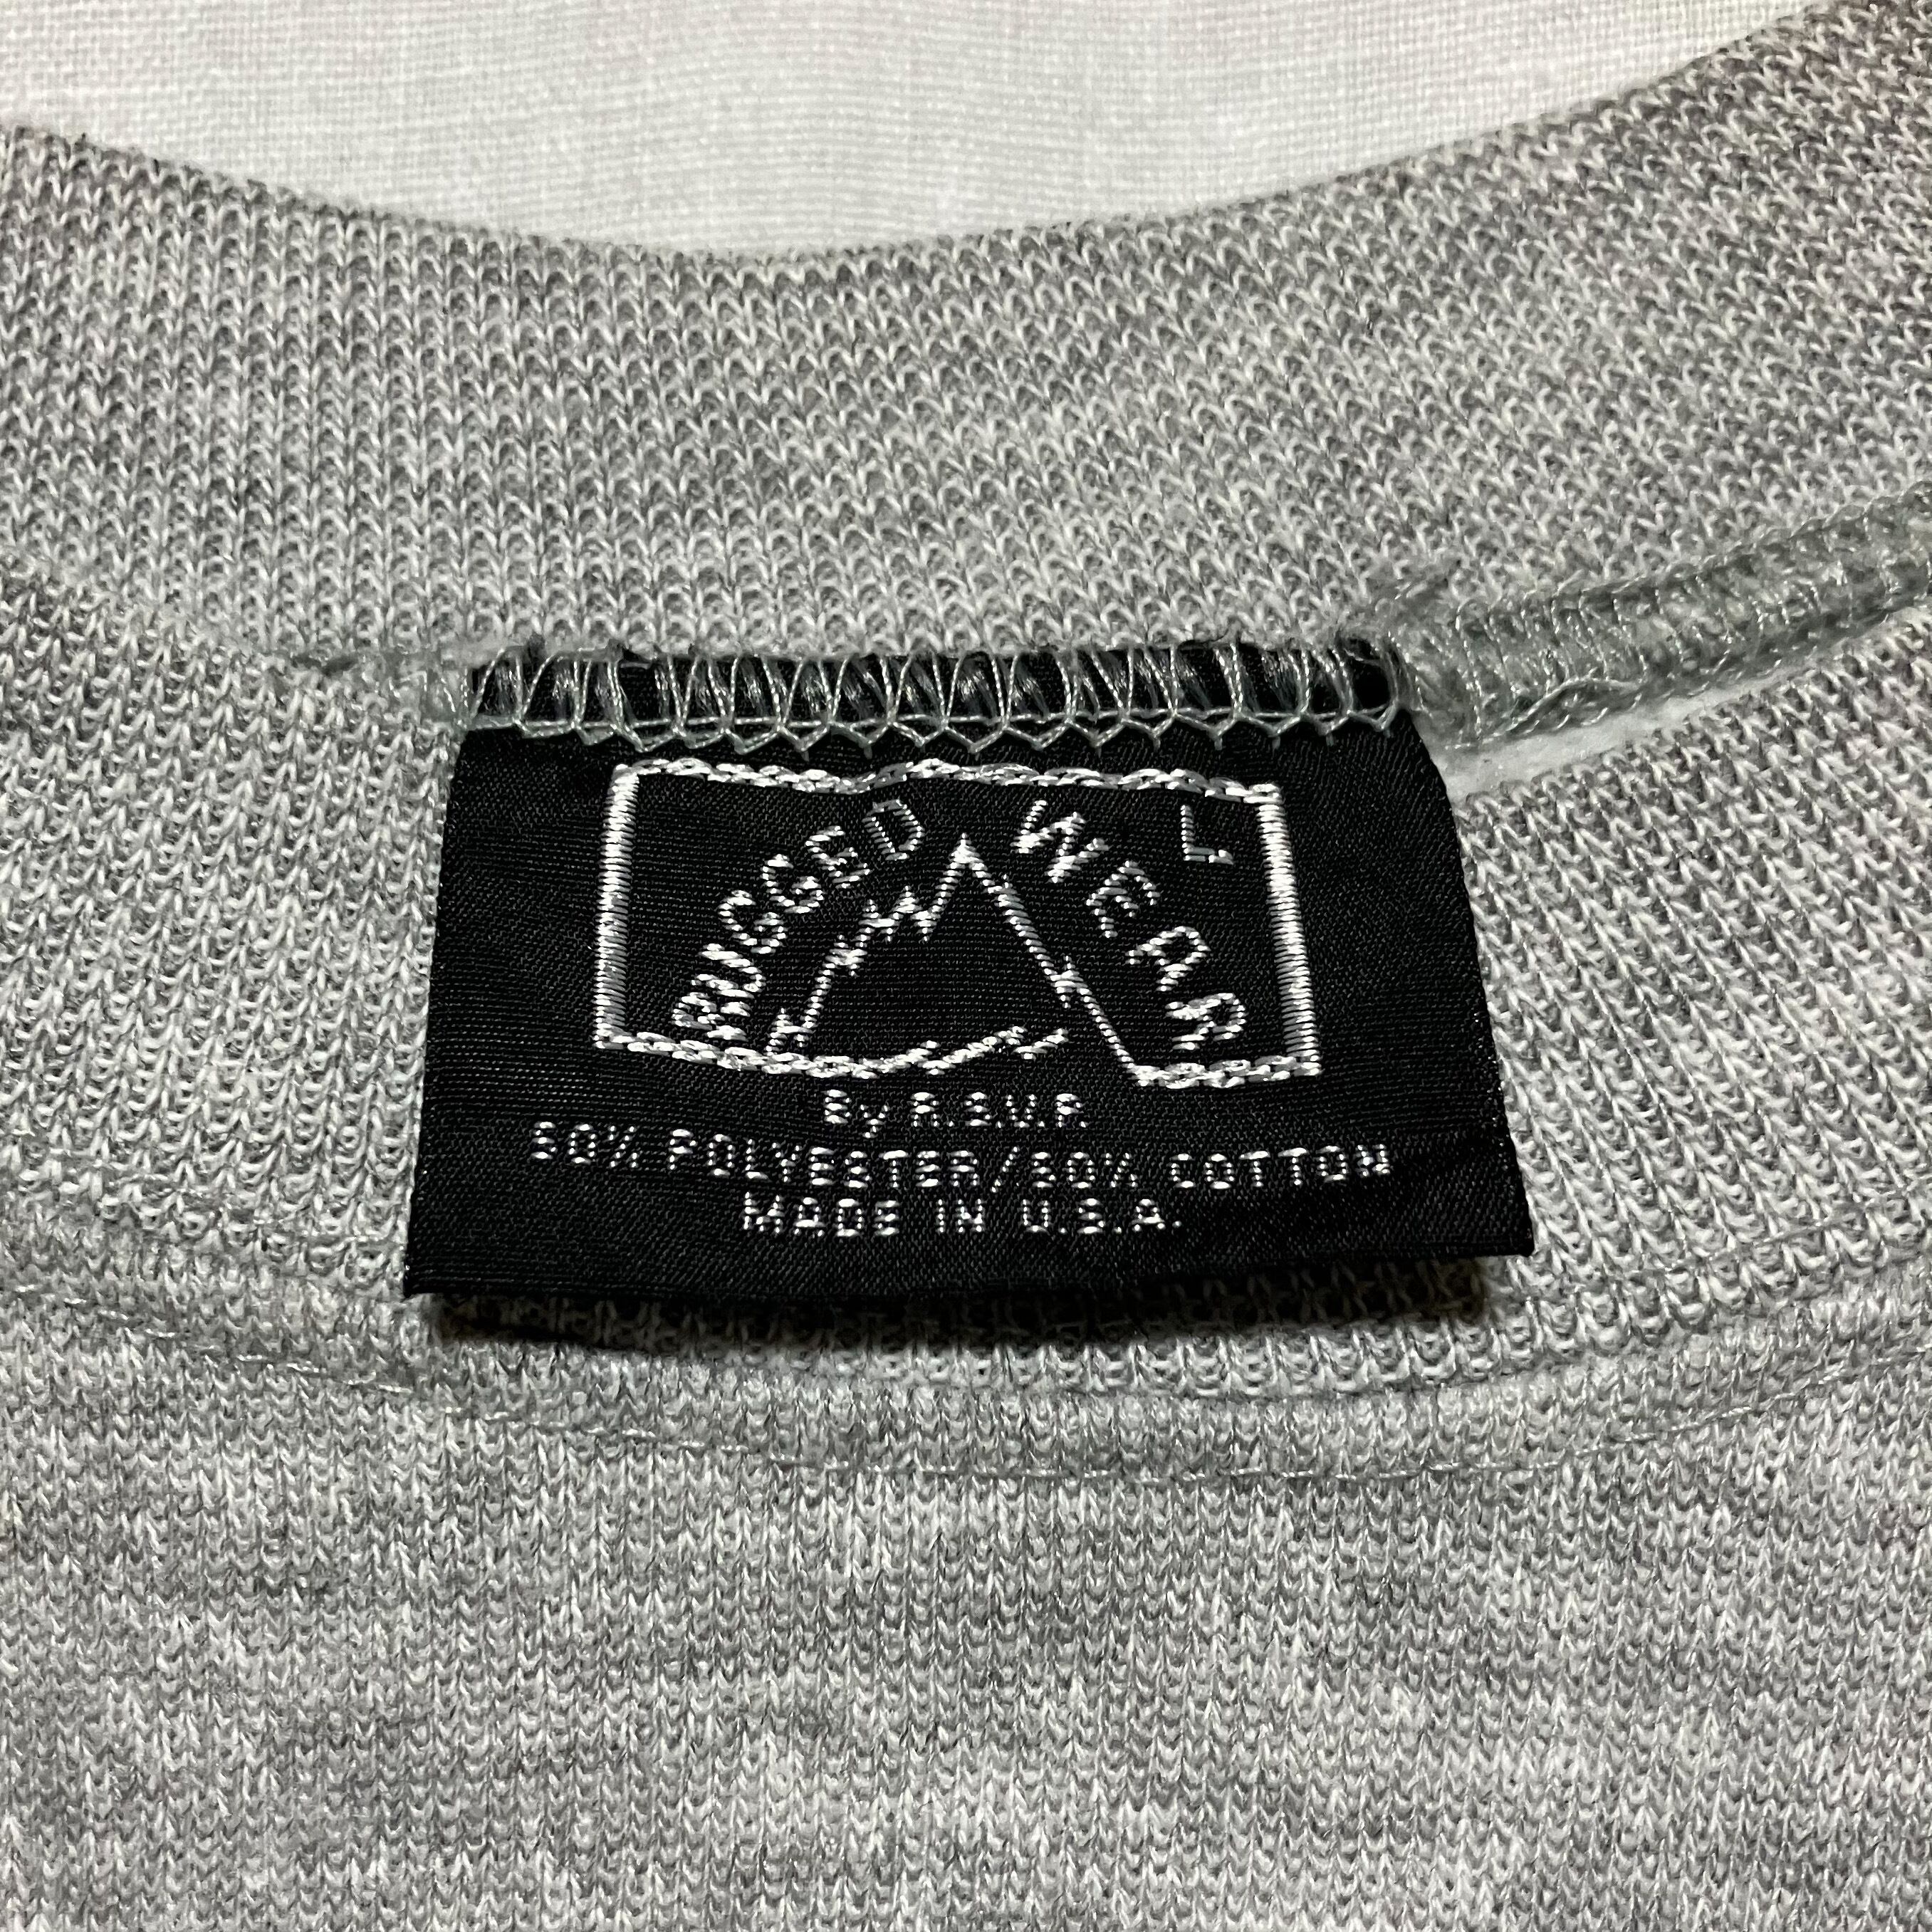 RUGGED WEAR L
By R.S.V.P.
50% POLYESTER/50% COTTON
MADE IN U.S.A.